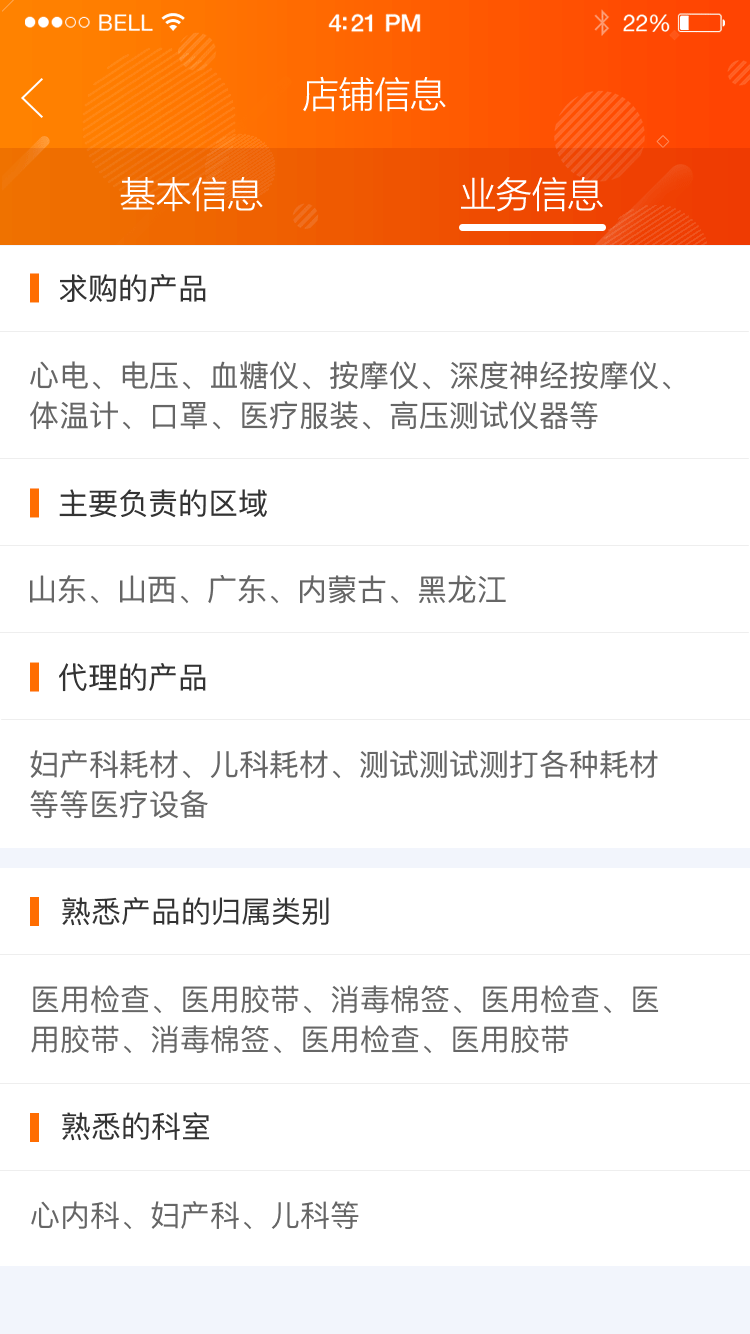 BELL 4:21 PM 22%
店铺信息
基本信息 业务信息
求购的产品
心电、电压、血糖仪、按摩仪、深度神经按摩仪、
体温计、口罩、医疗服装、高压测试仪器等
主要负责的区域
山东、山西、广东、内蒙古、黑龙江
代理的产品
妇产科耗材、儿科耗材、测试测试测打各种耗材
等等医疗设备
熟悉产品的归属类别
医用检查、医用胶带、消毒棉签、医用检查、医
用胶带、消毒棉签、医用检查、医用胶带
熟悉的科室
心内科、妇产科、儿科等